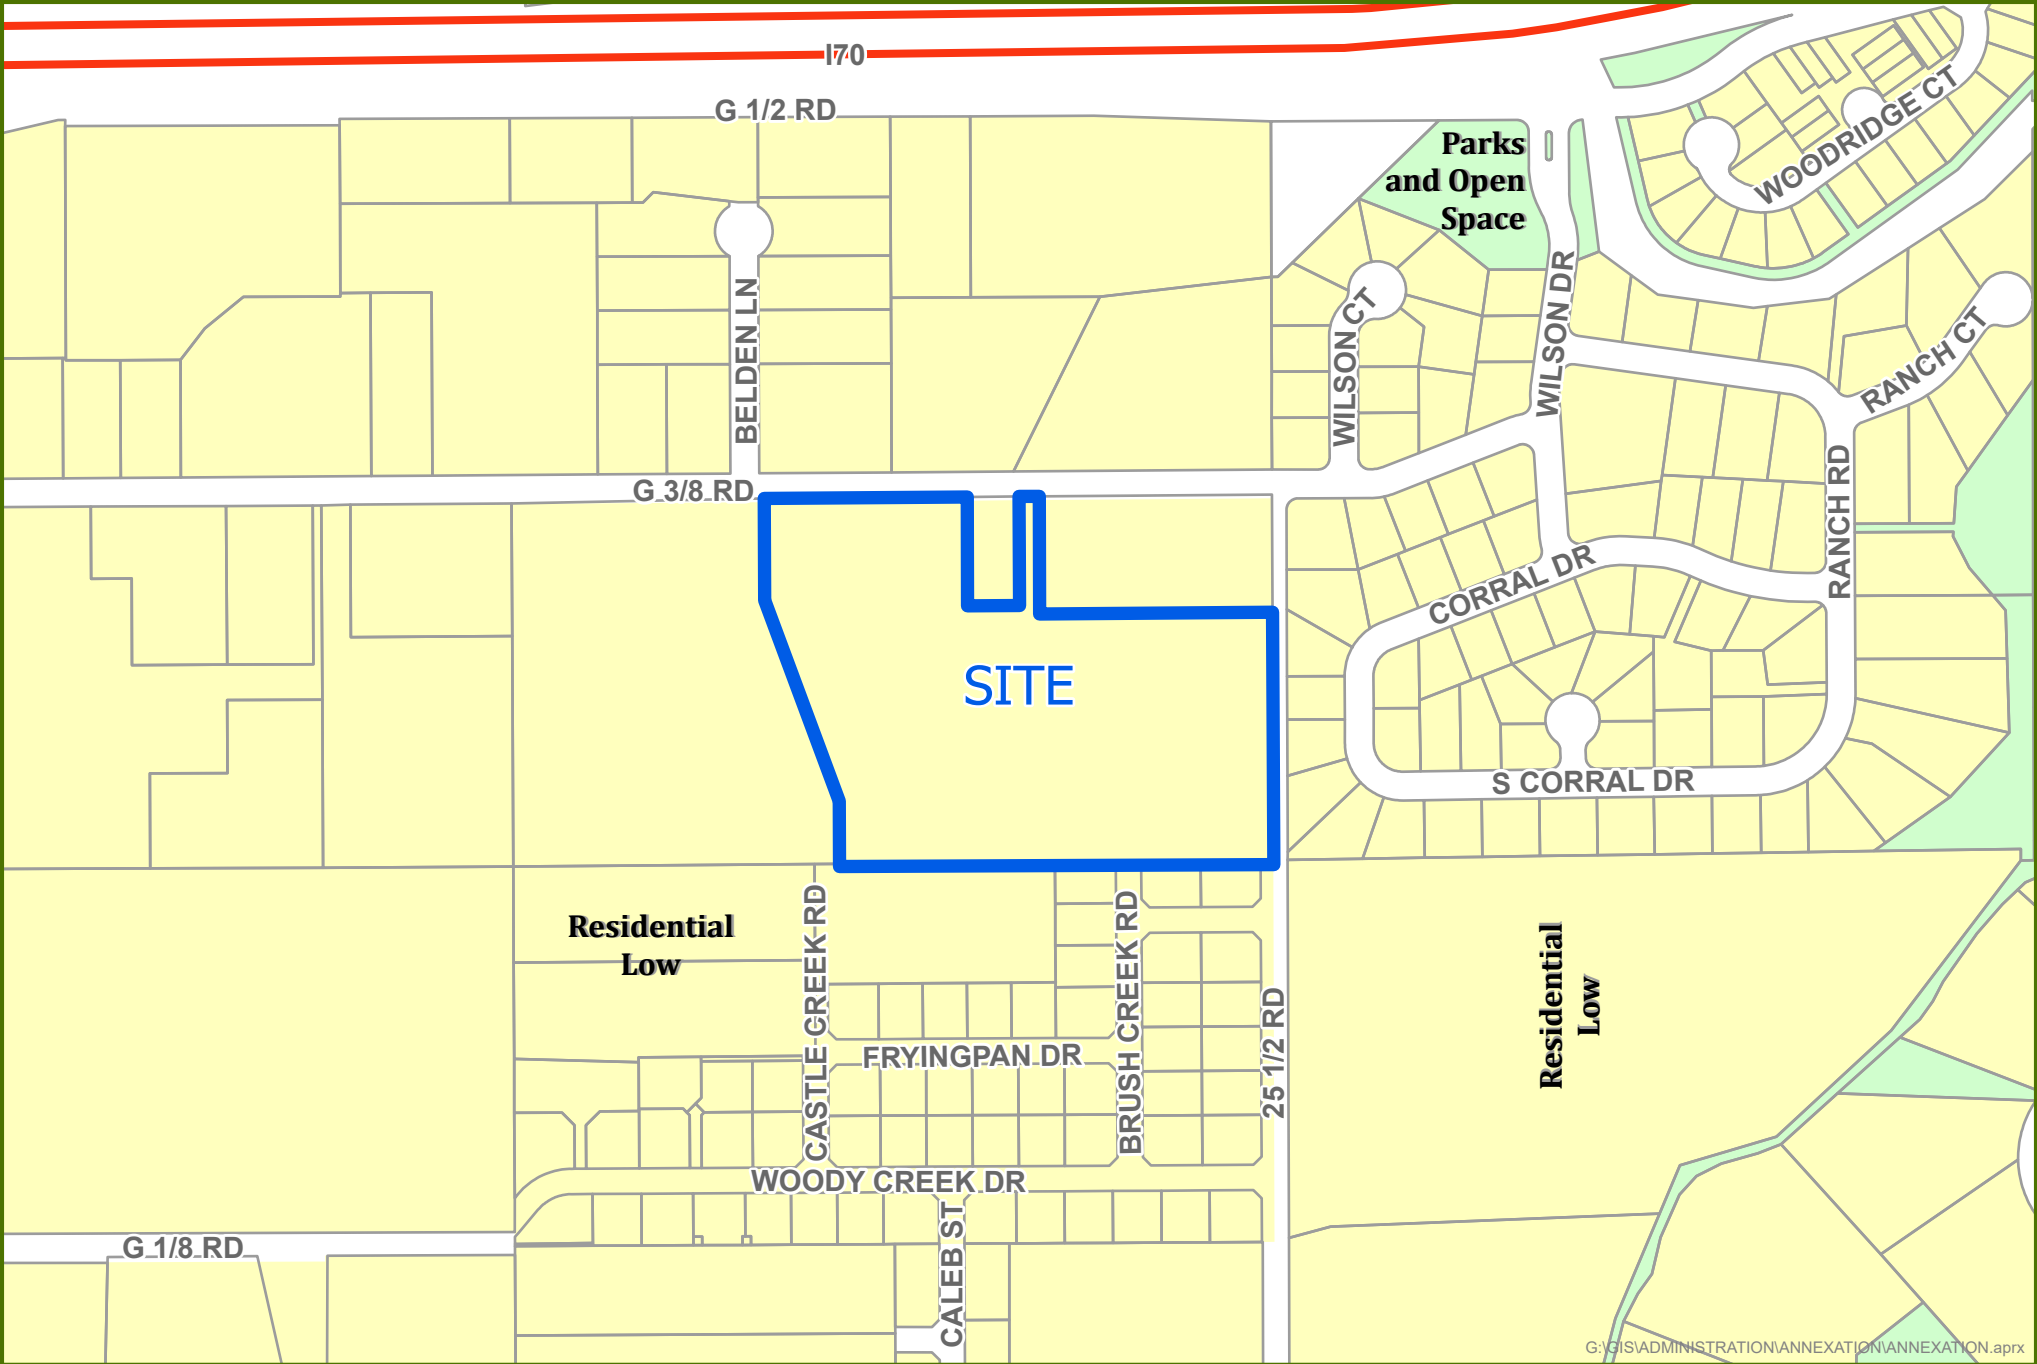 I70
G 1/2 RD
Parks
and Open
Space
WOODRIDGE CT
BELDEN LN
WILSON CT
WILSON DR
RANCH CT
G 3/8 RD
RANCH RD
CORRAL DR
SITE
S CORRAL DR
Residential
Low
CASTLE CREEK RD
BRUSH CREEK RD
25 1/2 RD
Residential
Low
FRYINGPAN DR
WOODY CREEK DR
G 1/8 RD
CALEB ST
G:\GIS\ADMINISTRATION\ANNEXATION\ANNEXATION.aprx